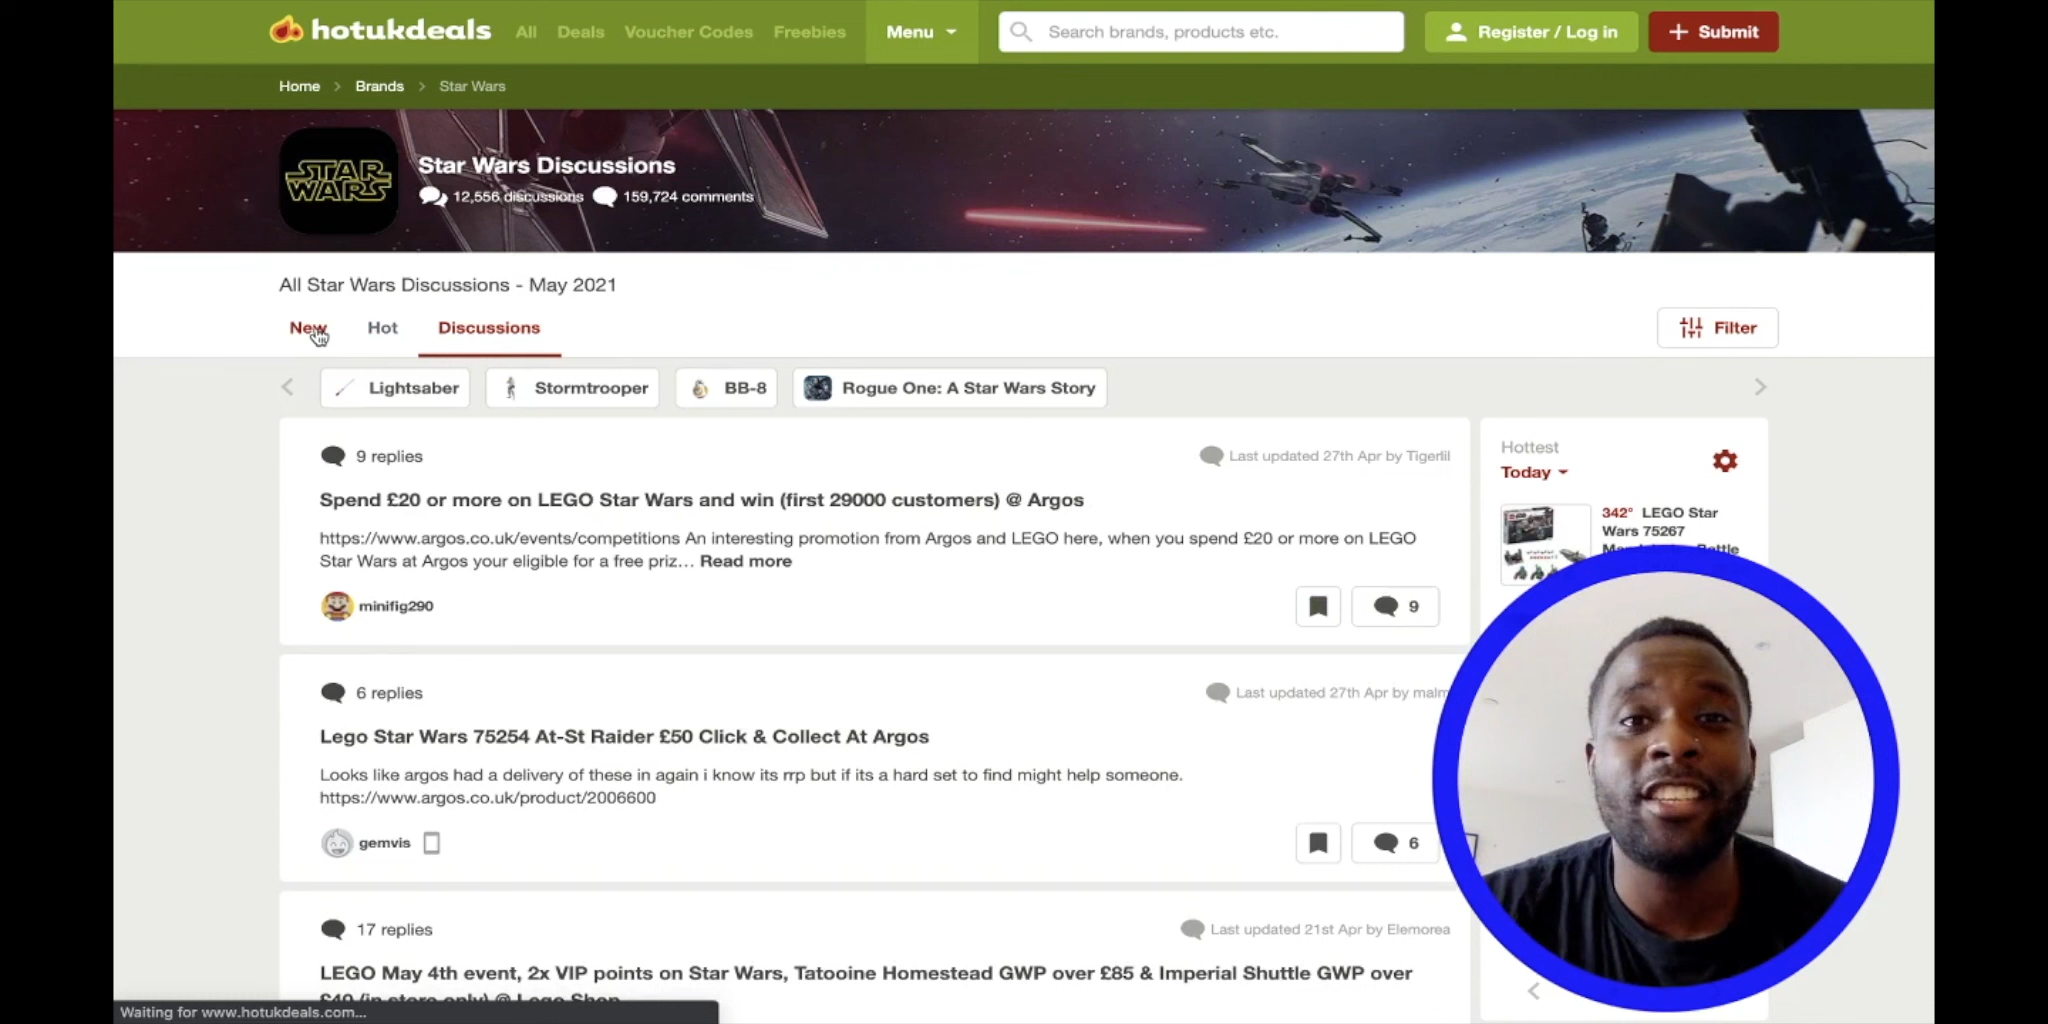 hotukdeals All Deals Voucher Codes Freebies Menu Search brands, products etc. Register / Log in Submit
Home > Brands > Star Wars
STAR WARS
Star Wars Discussions
12,556 discussions 159,724 comments
All Star Wars Discussions - May 2021
New Hot Discussions Filter
Lightsaber Stormtrooper BB-8 Rogue One: A Star Wars Story
9 replies Last updated 27th Apr by Tigerlil
Spend £20 or more on LEGO Star Wars and win (first 29000 customers) @ Argos
https://www.argos.co.uk/events/competitions An interesting promotion from Argos and LEGO here, when you spend £20 or more on LEGO
Star Wars at Argos your eligible for a free priz... Read more
minifig290 9
Hottest
Today
342° LEGO Star
Wars 75267
6 replies Last updated 27th Apr by malm
Lego Star Wars 75254 At-St Raider £50 Click & Collect At Argos
Looks like argos had a delivery of these in again i know its rrp but if its a hard set to find might help someone.
https://www.argos.co.uk/product/2006600
gemvis 6
17 replies Last updated 21st Apr by Elemorea
LEGO May 4th event, 2x VIP points on Star Wars, Tatooine Homestead GWP over £85 & Imperial Shuttle GWP over
£40 (in store only) @ Lego Shop
Waiting for www.hotukdeals.com...